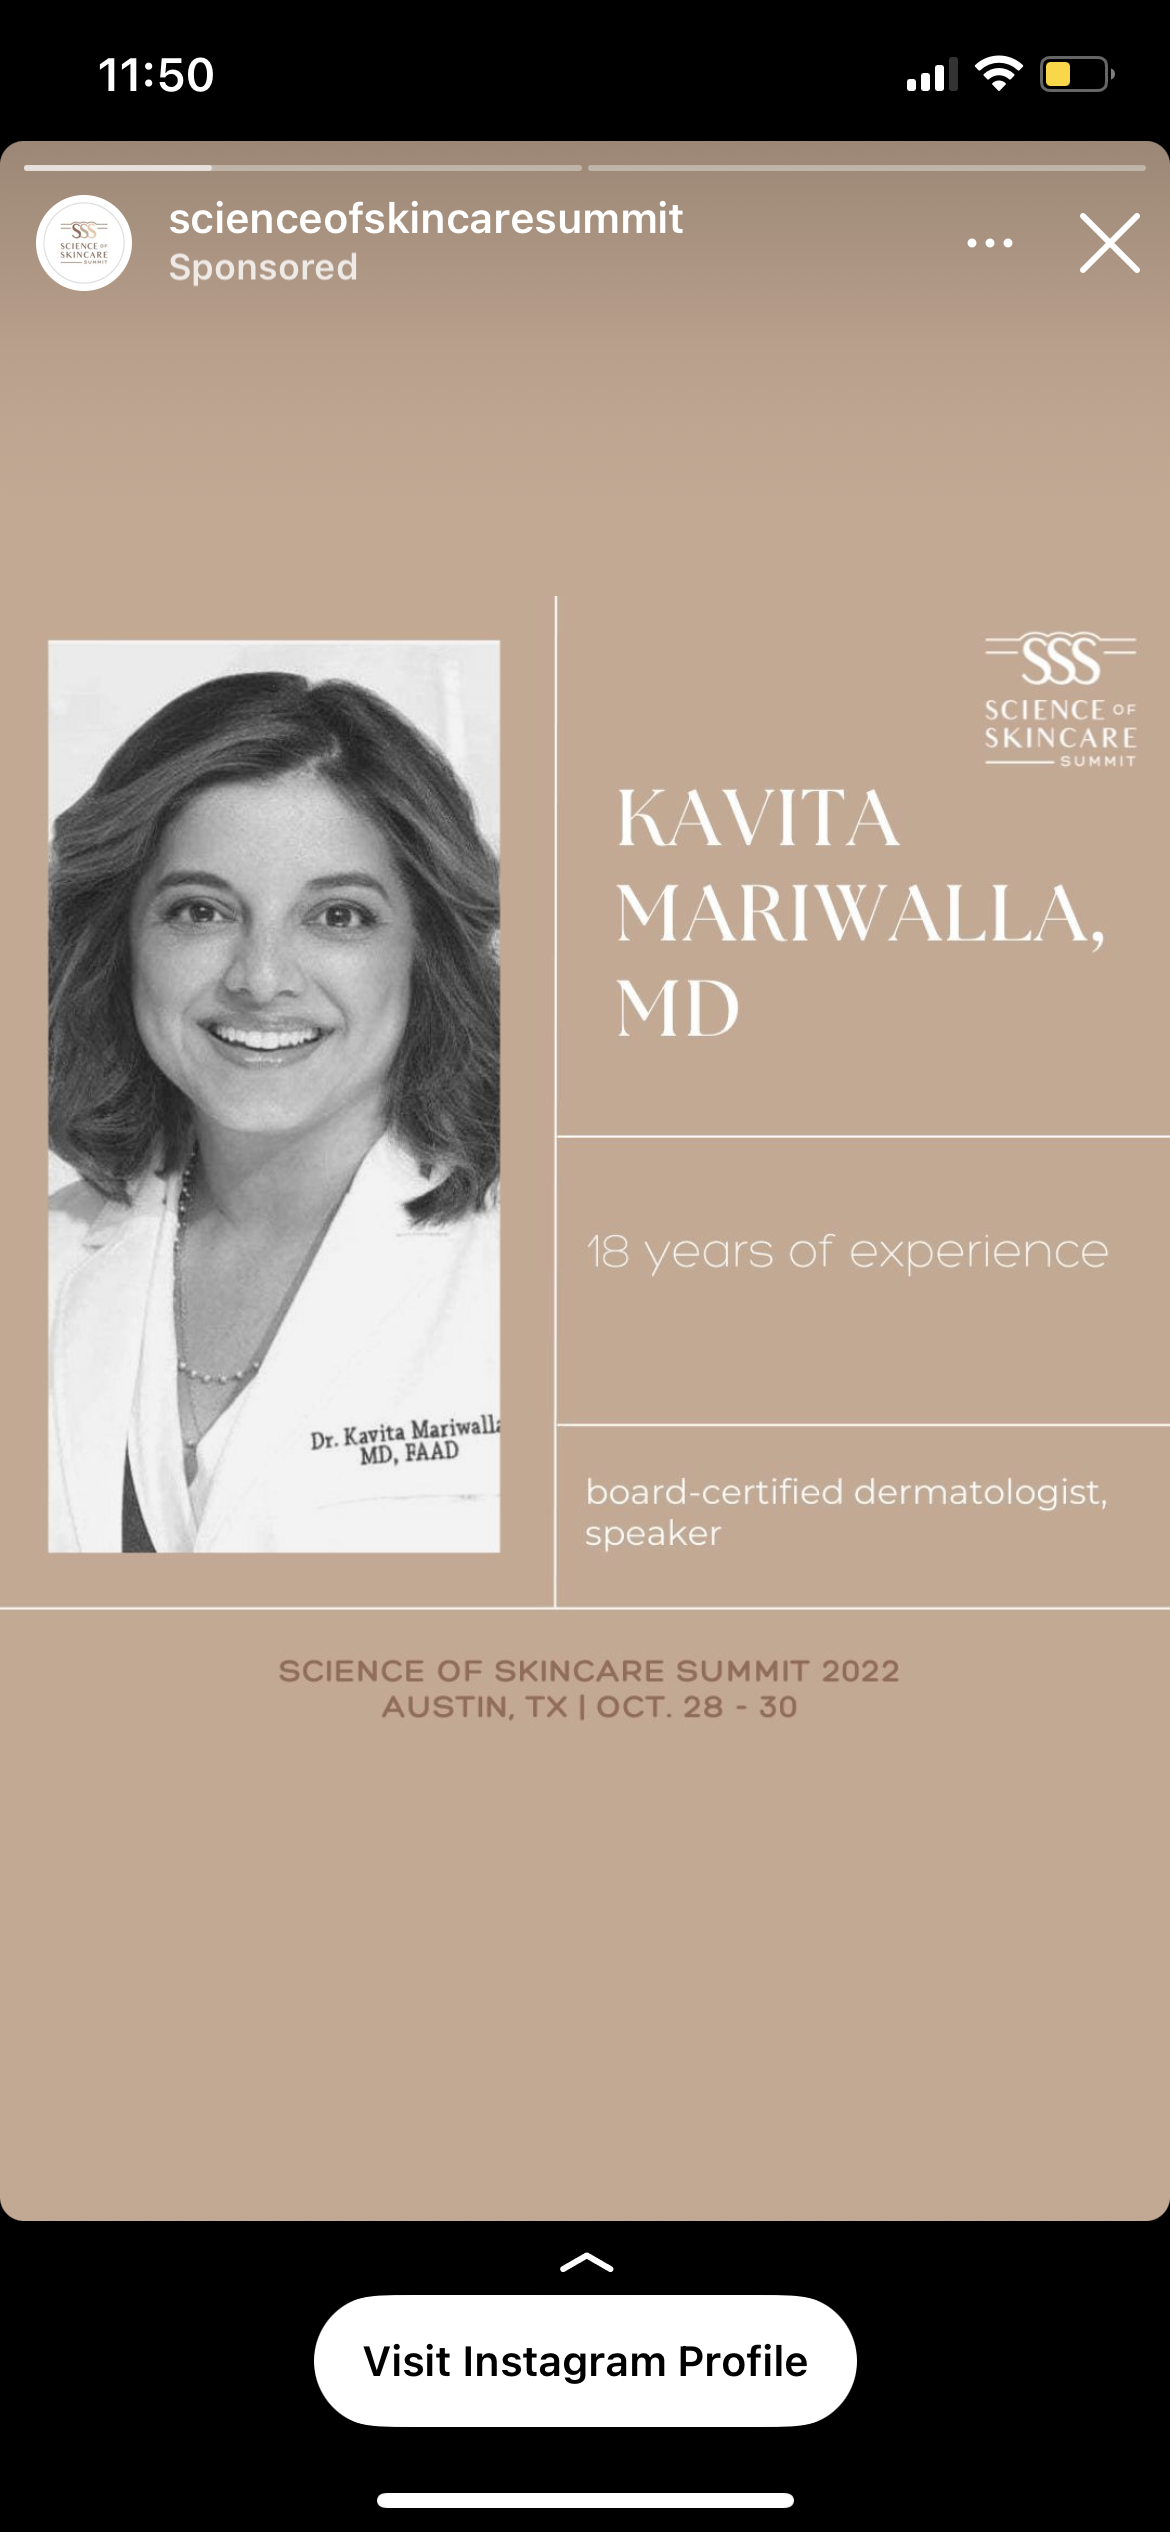 11:50
scienceofskincaresummit
Sponsored
SSS
SCIENCE OF
SKINCARE
SUMMIT
SSS
SCIENCE OF
SKINCARE
SUMMIT
KAVITA
MARIWALLA,
MD
18 years of experience
Dr. Kavita Mariwalla
MD, FAAD
board-certified dermatologist,
speaker
SCIENCE OF SKINCARE SUMMIT 2022
AUSTIN, TX | OCT. 28 - 30
Visit Instagram Profile